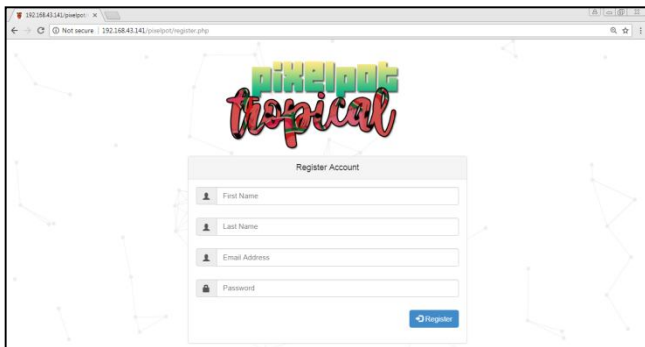 192.168.43.141/pixelpot
Not secure | 192.168.43.141/pixelpot/register.php
pixelpot
tropical
Register Account
First Name
Last Name
Email Address
Password
Register